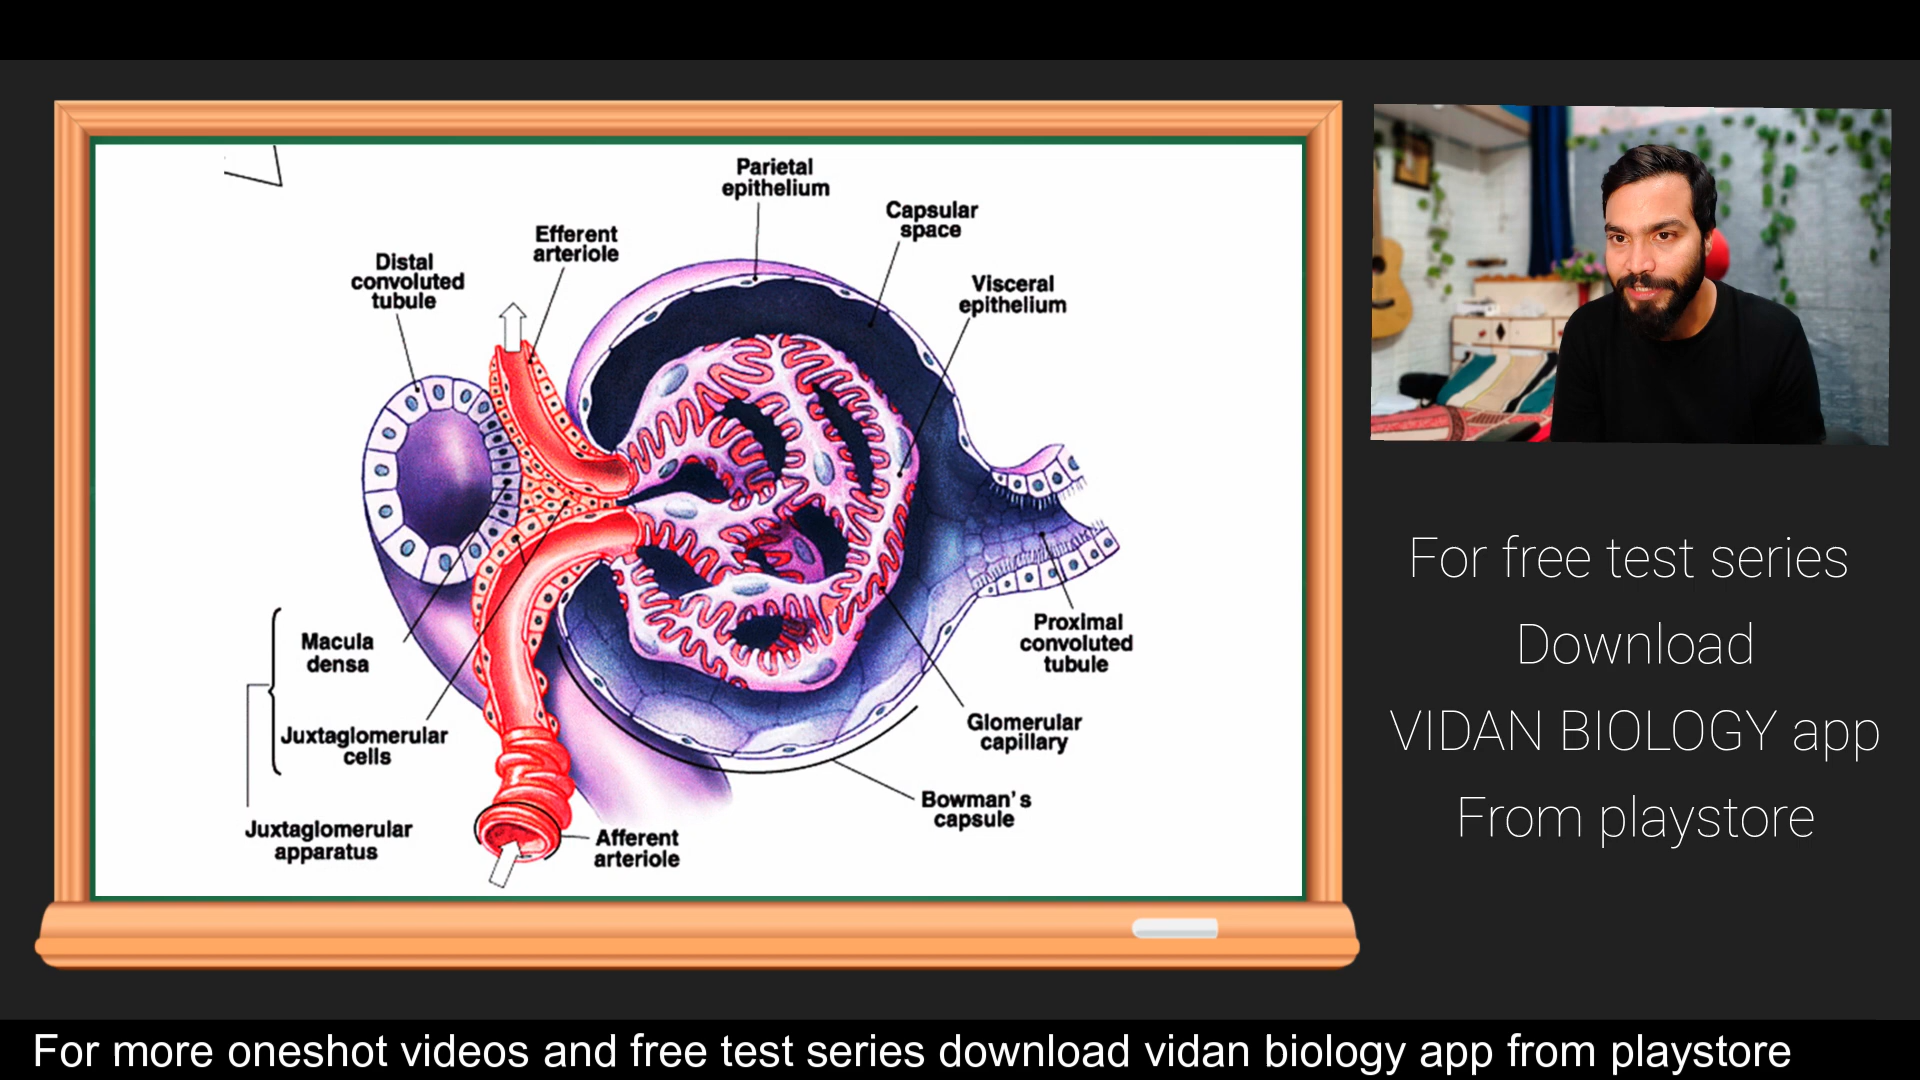 Parietal
epithelium
Capsular
space
Efferent
arteriole
Distal
convoluted
tubule
Visceral
epithelium
Macula
densa
Juxtaglomerular
cells
Juxtaglomerular
apparatus
Afferent
arteriole
Proximal
convoluted
tubule
Glomerular
capillary
Bowman's
capsule
For free test series
Download
VIDAN BIOLOGY app
From playstore
For more oneshot videos and free test series download vidan biology app from playstore